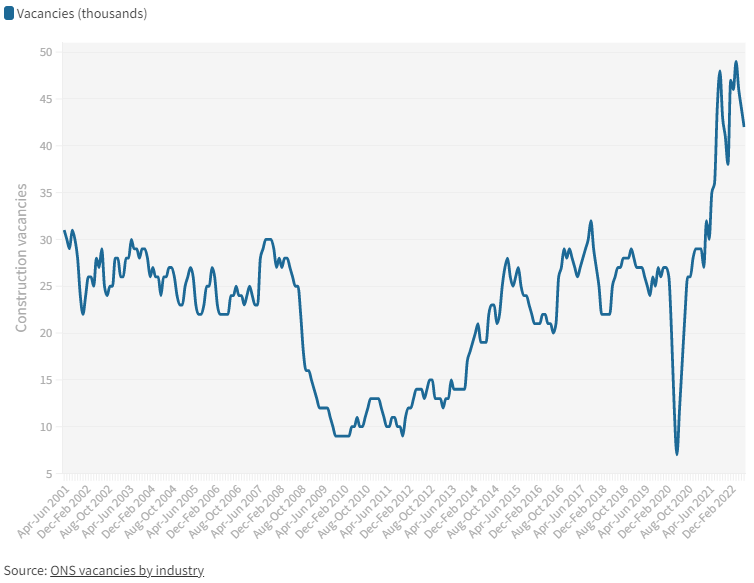 Vacancies (thousands)
50
45
40
35
30
25
20
15
10
5
Construction vacancies
Apr-Jun 2001
Dec-Feb 2002
Aug-Oct 2002
Apr-Jun 2003
Dec-Feb 2004
Aug-Oct 2004
Apr-Jun 2005
Dec-Feb 2006
Aug-Oct 2006
Apr-Jun 2007
Dec-Feb 2008
Aug-Oct 2008
Apr-Jun 2009
Dec-Feb 2010
Aug-Oct 2010
Apr-Jun 2011
Dec-Feb 2012
Aug-Oct 2012
Apr-Jun 2013
Dec-Feb 2014
Aug-Oct 2014
Apr-Jun 2015
Dec-Feb 2016
Aug-Oct 2016
Apr-Jun 2017
Dec-Feb 2018
Aug-Oct 2018
Apr-Jun 2019
Dec-Feb 2020
Aug-Oct 2020
Apr-Jun 2021
Dec-Feb 2022
Source: ONS vacancies by industry